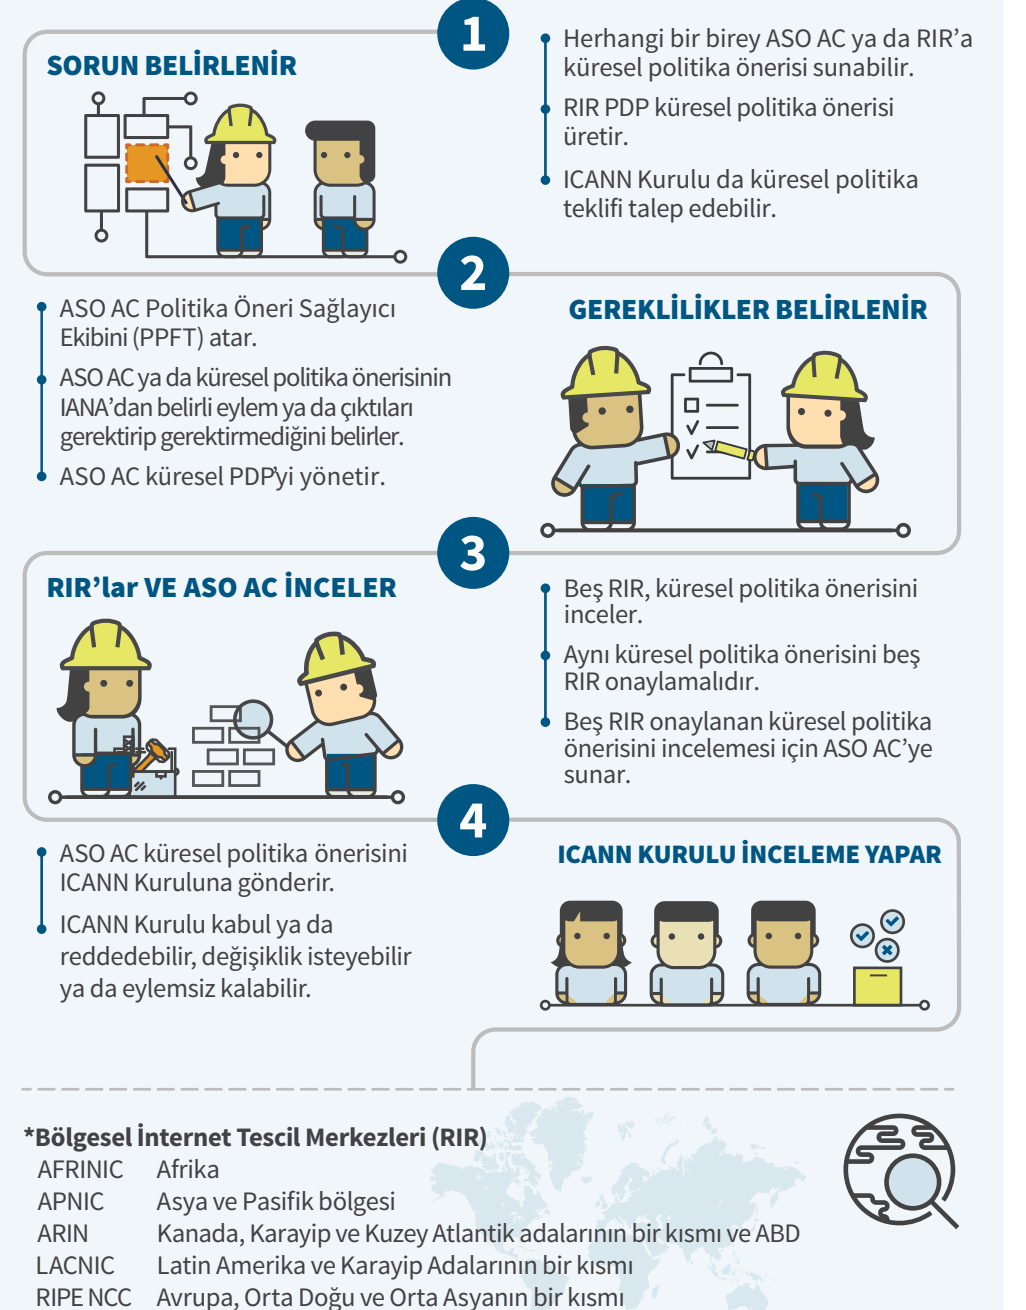 1
SORUN BELİRLENİR
Herhangi bir birey ASO AC ya da RIR’a
küresel politika önerisi sunabilir.
RIR PDP küresel politika önerisi
üretir.
ICANN Kurulu da küresel politika
teklifi talep edebilir.
2
GEREKLİLİKLER BELİRLENİR
ASO AC Politika Öneri Sağlayıcı
Ekibini (PPFT) atar.
ASO AC ya da küresel politika önerisinin
IANA’dan belirli eylem ya da çıktıları
gerektirip gerektirmediğini belirler.
ASO AC küresel PDP’yi yönetir.
3
RIR’lar VE ASO AC İNCELER
Beş RIR, küresel politika önerisini
inceler.
Aynı küresel politika önerisini beş
RIR onaylamalıdır.
Beş RIR onaylanan küresel politika
önerisini incelemesi için ASO AC’ye
sunar.
4
ICANN KURULU İNCELEME YAPAR
ASO AC küresel politika önerisini
ICANN Kuruluna gönderir.
ICANN Kurulu kabul ya da
reddedebilir, değişiklik isteyebilir
ya da eylemsiz kalabilir.
*Bölgesel İnternet Tescil Merkezleri (RIR)
AFRINIC Afrika
APNIC Asya ve Pasifik bölgesi
ARIN Kanada, Karayip ve Kuzey Atlantik adalarının bir kısmı ve ABD
LACNIC Latin Amerika ve Karayip Adalarının bir kısmı
RIPE NCC Avrupa, Orta Doğu ve Orta Asyanın bir kısmı